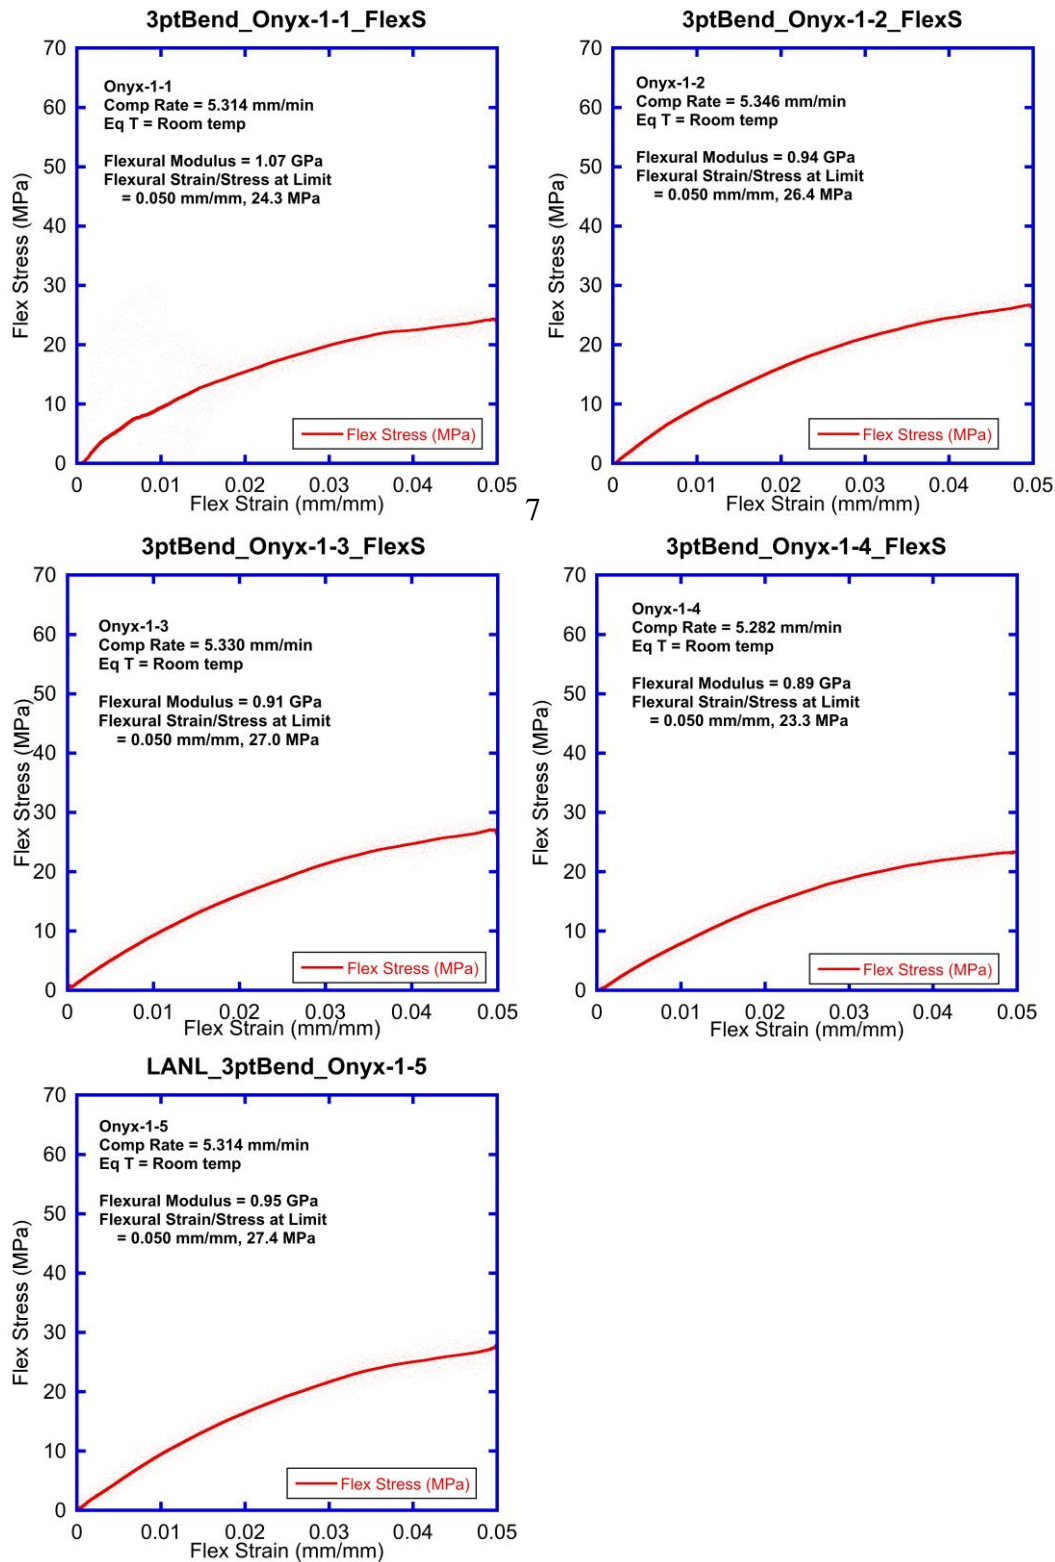 3ptBend_Onyx-1-1_FlexS
70
60
50
40
30
20
10
0
Flex Stress (MPa)
Onyx-1-1
Comp Rate = 5.314 mm/min
Eq T = Room temp
Flexural Modulus = 1.07 GPa
Flexural Strain/Stress at Limit
= 0.050 mm/mm, 24.3 MPa
Flex Stress (MPa)
0 0.01 0.02 0.03 0.04 0.05
Flex Strain (mm/mm)
3ptBend_Onyx-1-2_FlexS
70
60
50
40
30
20
10
0
Flex Stress (MPa)
Onyx-1-2
Comp Rate = 5.346 mm/min
Eq T = Room temp
Flexural Modulus = 0.94 GPa
Flexural Strain/Stress at Limit
= 0.050 mm/mm, 26.4 MPa
Flex Stress (MPa)
0 0.01 0.02 0.03 0.04 0.05
Flex Strain (mm/mm)
7
3ptBend_Onyx-1-3_FlexS
70
60
50
40
30
20
10
0
Flex Stress (MPa)
Onyx-1-3
Comp Rate = 5.330 mm/min
Eq T = Room temp
Flexural Modulus = 0.91 GPa
Flexural Strain/Stress at Limit
= 0.050 mm/mm, 27.0 MPa
Flex Stress (MPa)
0 0.01 0.02 0.03 0.04 0.05
Flex Strain (mm/mm)
3ptBend_Onyx-1-4_FlexS
70
60
50
40
30
20
10
0
Flex Stress (MPa)
Onyx-1-4
Comp Rate = 5.282 mm/min
Eq T = Room temp
Flexural Modulus = 0.89 GPa
Flexural Strain/Stress at Limit
= 0.050 mm/mm, 23.3 MPa
Flex Stress (MPa)
0 0.01 0.02 0.03 0.04 0.05
Flex Strain (mm/mm)
LANL_3ptBend_Onyx-1-5
70
60
50
40
30
20
10
0
Flex Stress (MPa)
Onyx-1-5
Comp Rate = 5.314 mm/min
Eq T = Room temp
Flexural Modulus = 0.95 GPa
Flexural Strain/Stress at Limit
= 0.050 mm/mm, 27.4 MPa
Flex Stress (MPa)
0 0.01 0.02 0.03 0.04 0.05
Flex Strain (mm/mm)